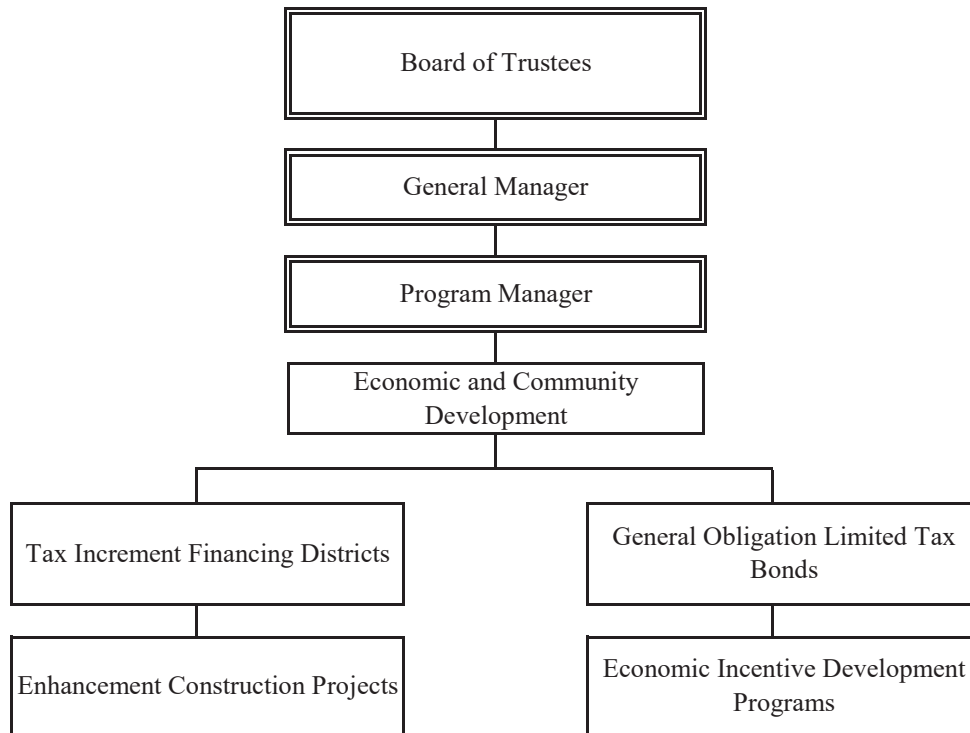 Board of Trustees
General Manager
Program Manager
Economic and Community
Development
Tax Increment Financing Districts
General Obligation Limited Tax
Bonds
Enhancement Construction Projects
Economic Incentive Development
Programs